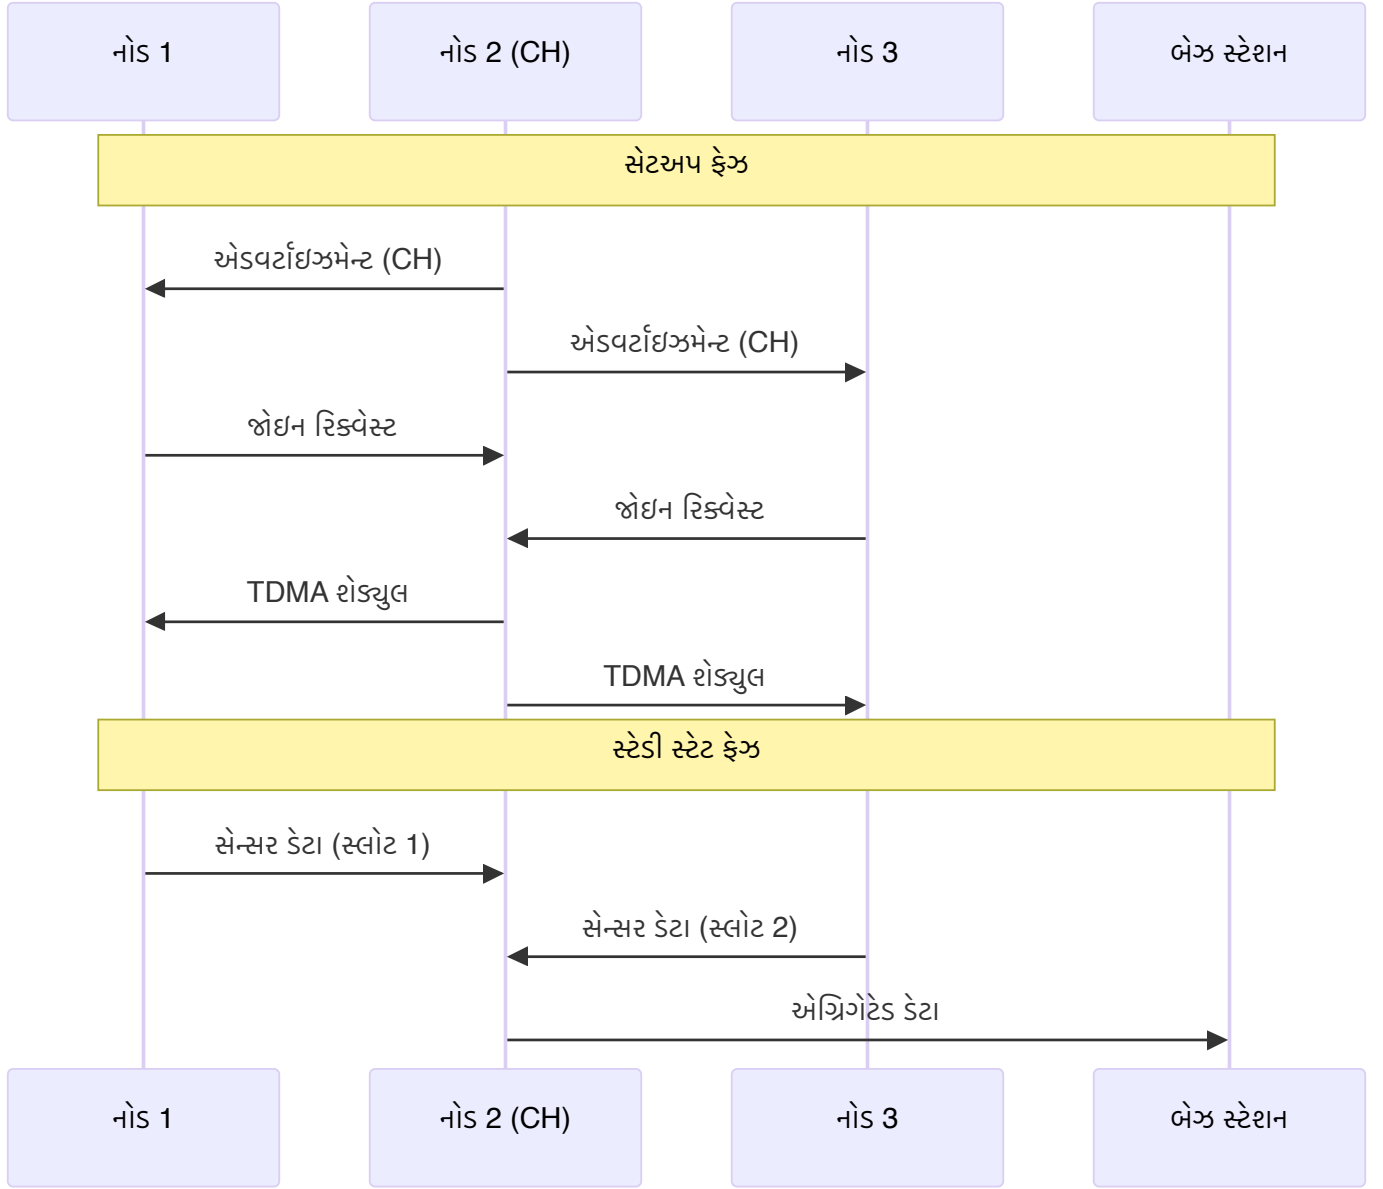 નોડ 1
નોડ 2 (CH)
નોડ 3
બેઝ સ્ટેશન
સેટઅપ ફેઝ
એડવર્ટાઇઝમેન્ટ (CH)
એડવર્ટાઇઝમેન્ટ (CH)
જોઇન રિક્વેસ્ટ
જોઇન રિક્વેસ્ટ
TDMA શેડ્યુલ
TDMA શેડ્યુલ
સ્ટેડી સ્ટેટ ફેઝ
સેન્સર ડેટા (સ્લોટ 1)
સેન્સર ડેટા (સ્લોટ 2)
એગ્રિગેટેડ ડેટા
નોડ 1
નોડ 2 (CH)
નોડ 3
બેઝ સ્ટેશન